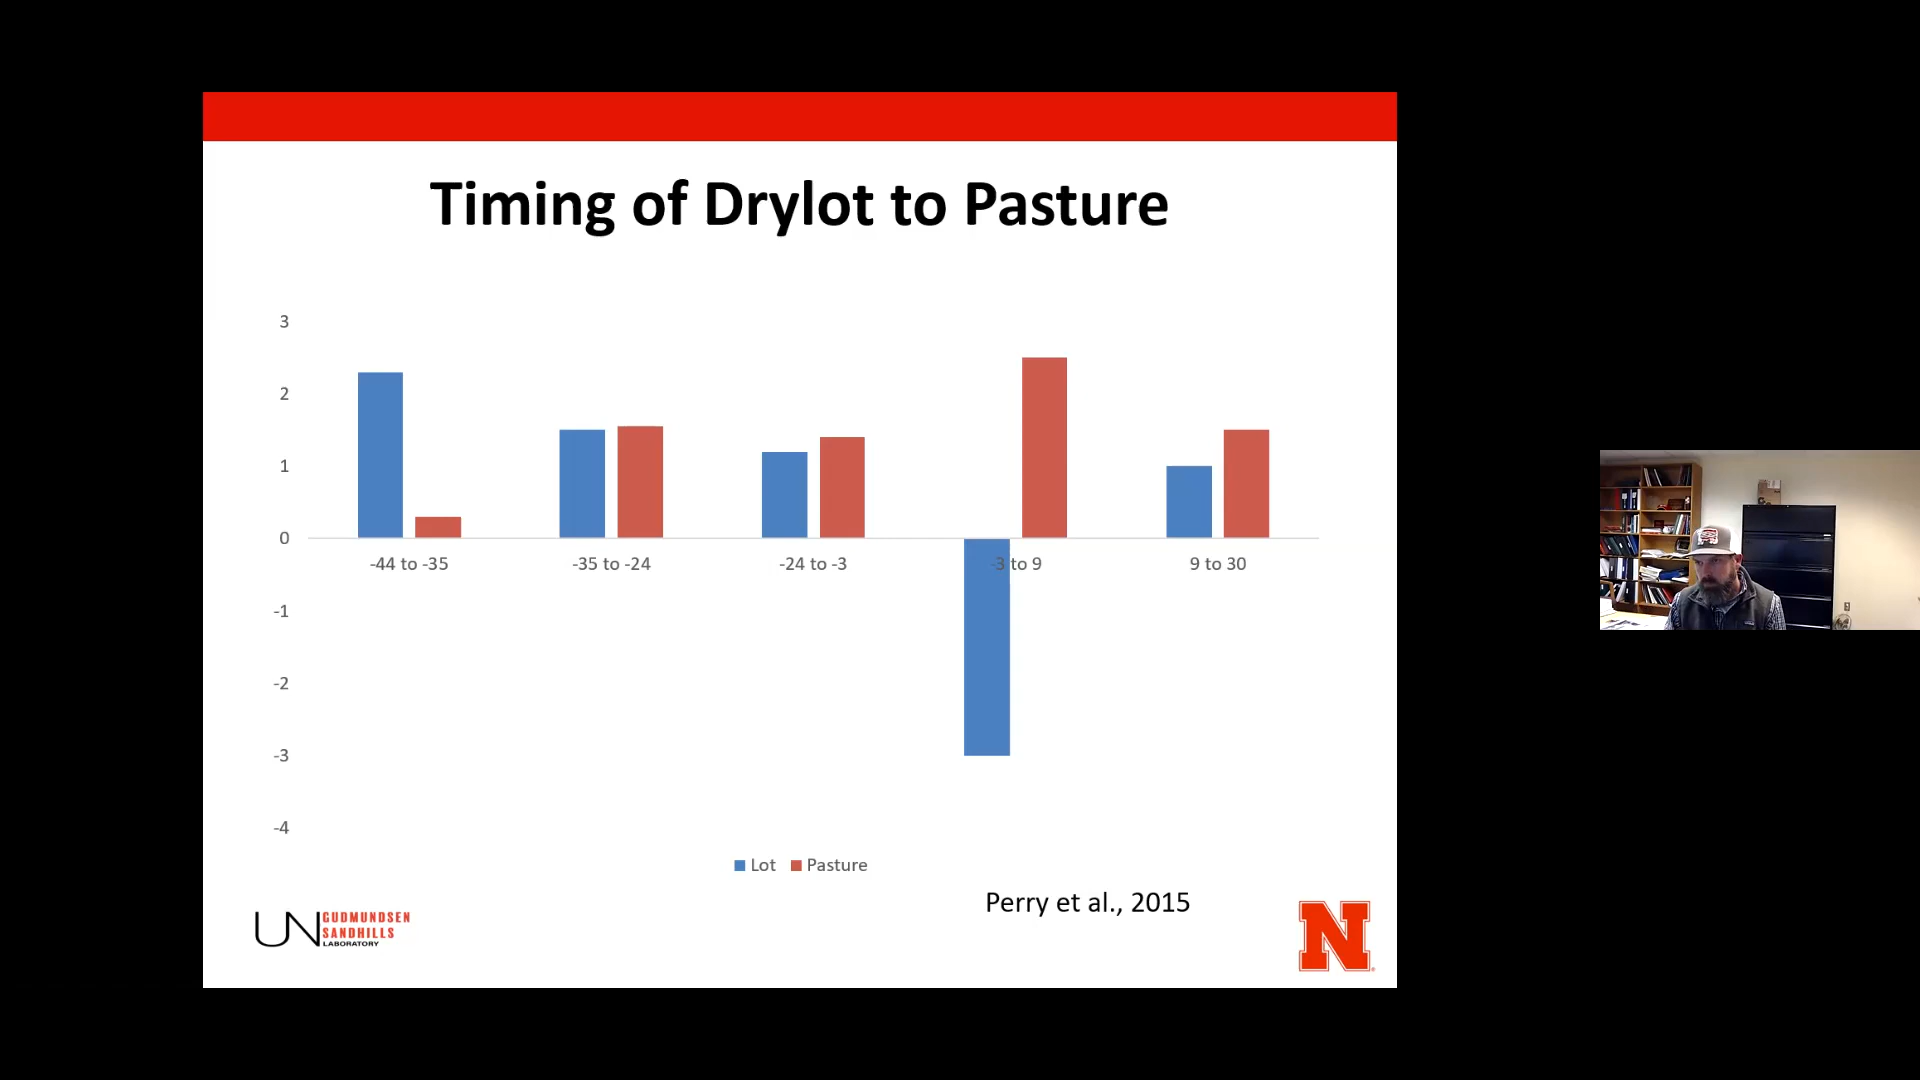 Timing of Drylot to Pasture
3
2
1
0
-1
-2
-3
-4
-44 to -35
-35 to -24
-24 to -3
-3 to 9
9 to 30
Lot
Pasture
Perry et al., 2015
UN
GUDMUNDSEN
SANDHILLS
LABORATORY
N